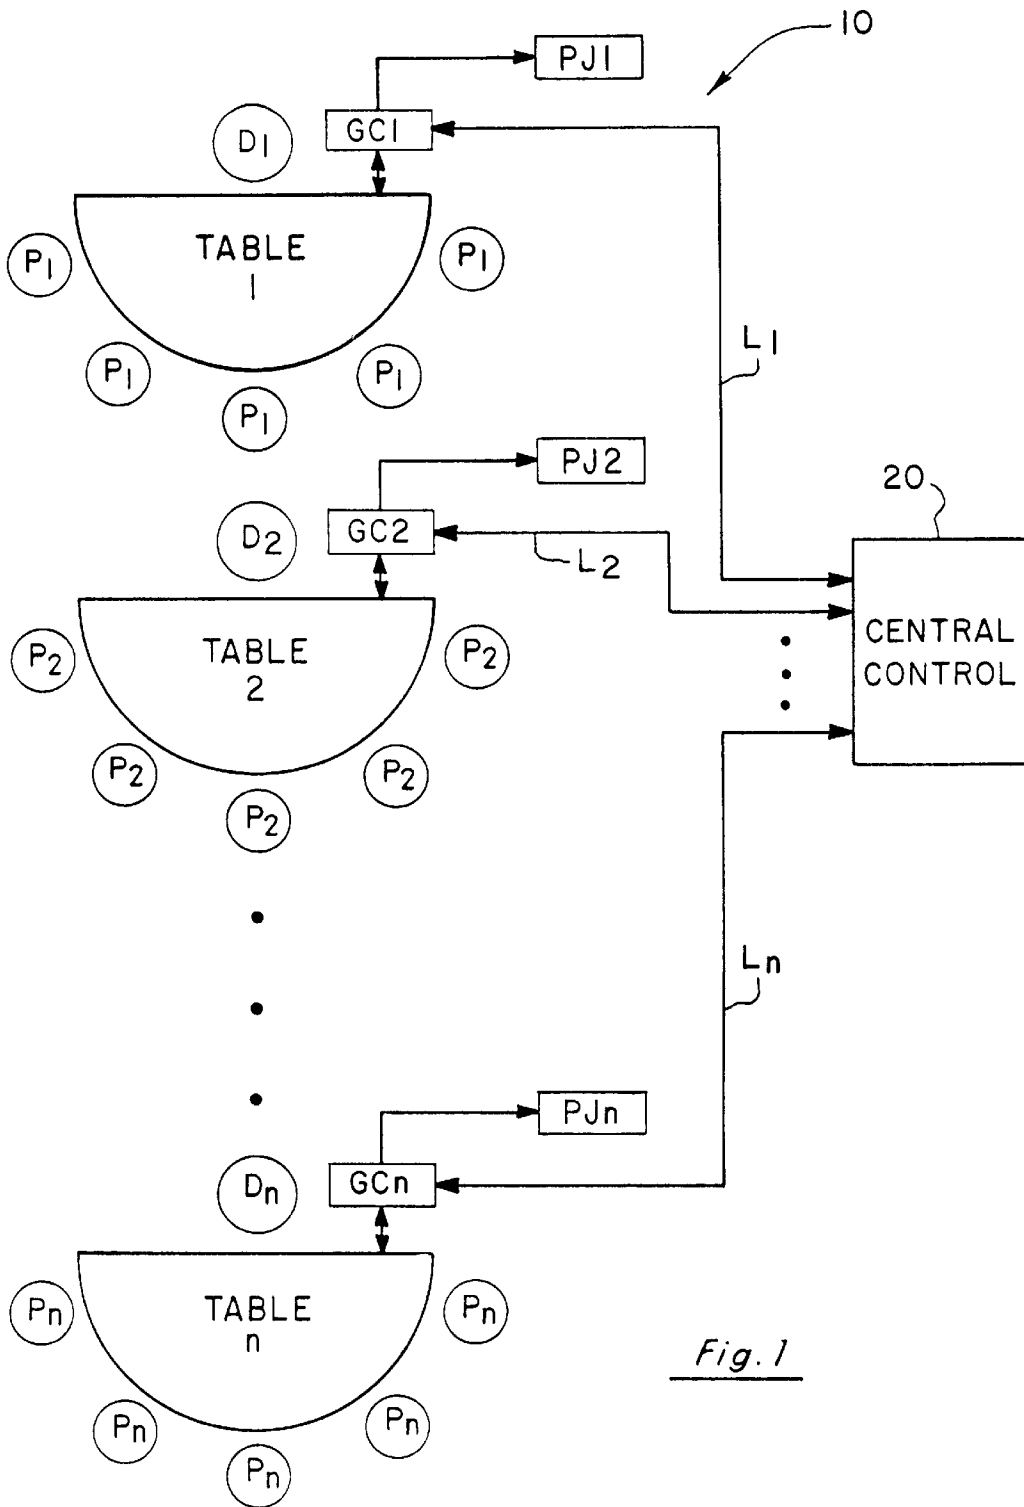 10
PJ1
GC1
D1
TABLE
1
P1
P1
P1
P1
P1
L1
PJ2
GC2
D2
L2
20
CENTRAL
CONTROL
TABLE
2
P2
P2
P2
P2
P2
Ln
PJn
GCn
Dn
TABLE
n
Pn
Pn
Pn
Pn
Pn
Fig. 1